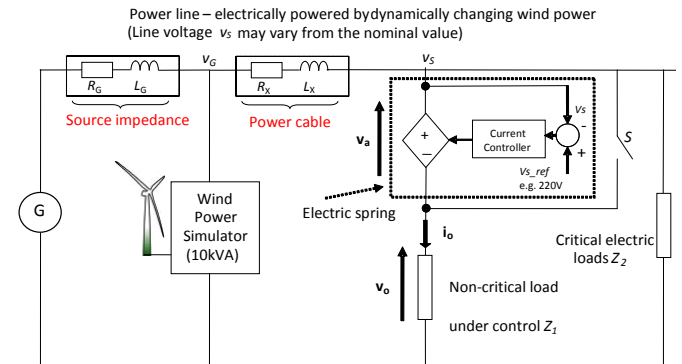 Power line – electrically powered bydynamically changing wind power
(Line voltage vS may vary from the nominal value)
vG
vS
RG
LG
RX
LX
Source impedance
Power cable
G
Wind
Power
Simulator
(10kVA)
va
+
–
Current
Controller
Vs
-
+
Vs_ref
e.g. 220V
S
Electric spring
io
vo
Non-critical load
under control Z1
Critical electric
loads Z2